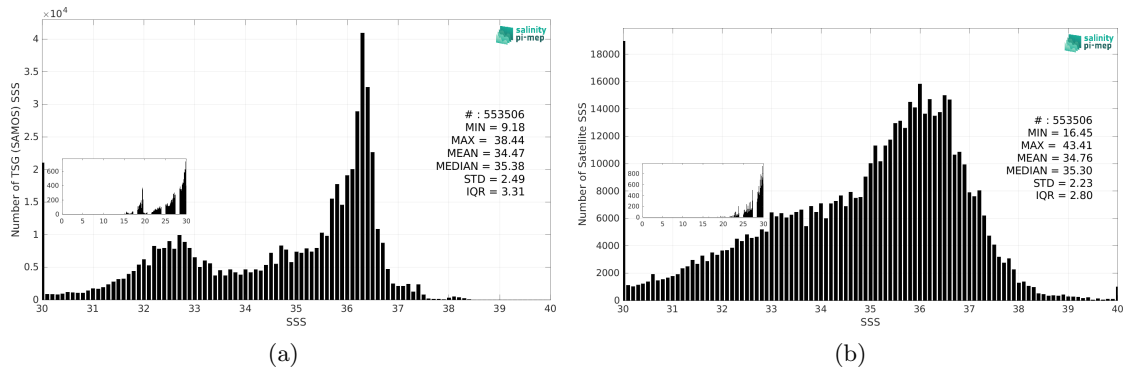 ×10⁴
4
3.5
3
2.5
2
1.5
1
0.5
0
Number of TSG (SAMOS) SSS
salinity
pi-mep
# : 553506
MIN = 9.18
MAX = 38.44
MEAN = 34.47
MEDIAN = 35.38
STD = 2.49
IQR = 3.31
600
400
200
0
0 5 10 15 20 25 30
30 31 32 33 34 35 36 37 38 39 40
SSS
(a)
18000
16000
14000
12000
10000
8000
6000
4000
2000
0
Number of Satellite SSS
salinity
pi-mep
# : 553506
MIN = 16.45
MAX = 43.41
MEAN = 34.76
MEDIAN = 35.30
STD = 2.23
IQR = 2.80
800
600
400
200
0
0 5 10 15 20 25 30
30 31 32 33 34 35 36 37 38 39 40
SSS
(b)